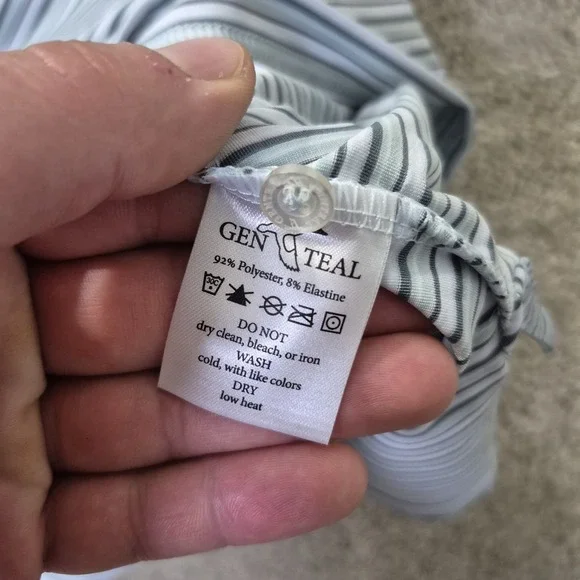 GEN TEAL
92% Polyester, 8% Elastine
DO NOT
dry clean, bleach, or iron
WASH
cold, with like colors
DRY
low heat